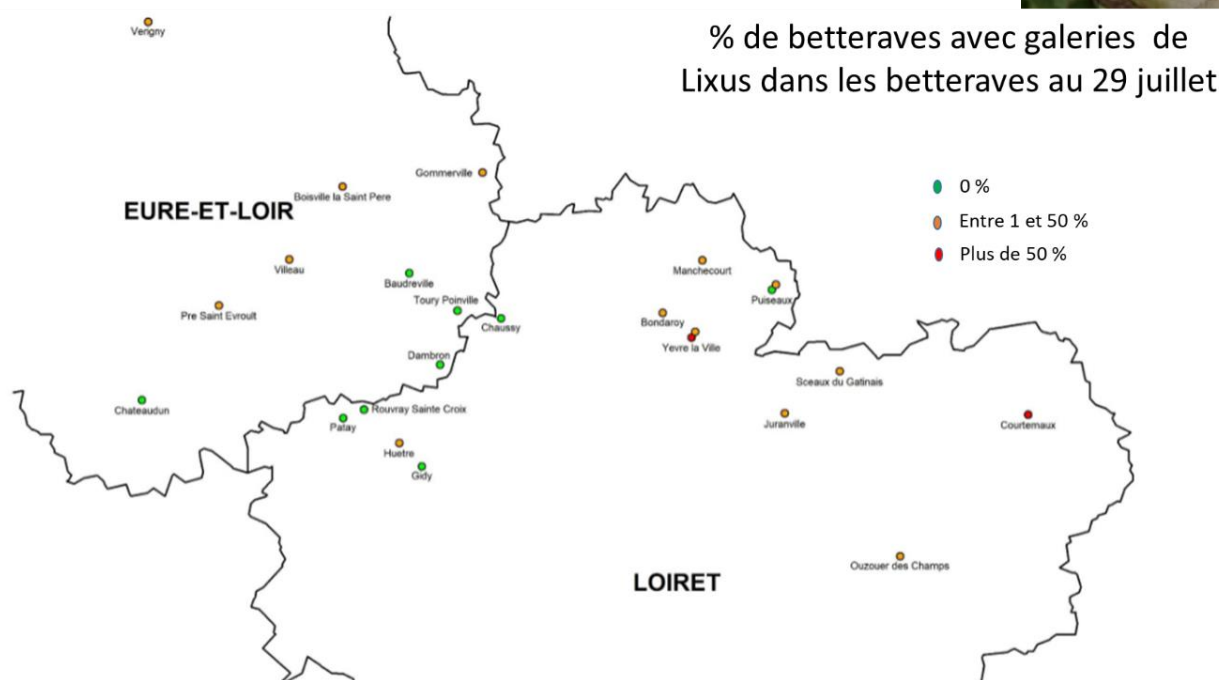 % de betteraves avec galeries de
Lixus dans les betteraves au 29 juillet
Verigny
Gommerville
Boisville la Saint Pere
EURE-ET-LOIR
0 %
Entre 1 et 50 %
Plus de 50 %
Villeau
Baudreville
Manchecourt
Toury Poinville
Puiseaux
Pre Saint Evroult
Chaussy
Bondaroy
Yevre la Ville
Dambron
Sceaux du Gatinais
Chateaudun
Rouvray Sainte Croix
Patay
Juranville
Courtemaux
Huetre
Gidy
Ouzouer des Champs
LOIRET